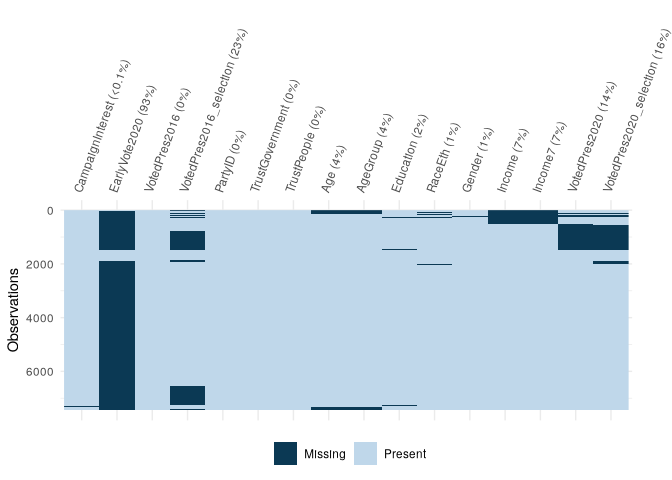 CampaignInterest (<0.1%)
EarlyVote2020 (93%)
VotedPres2016 (0%)
VotedPres2016_selection (23%)
PartyID (0%)
TrustGovernment (0%)
TrustPeople (0%)
Age (4%)
AgeGroup (4%)
Education (2%)
RaceEth (1%)
Gender (1%)
Income (7%)
Income7 (7%)
VotedPres2020 (14%)
VotedPres2020_selection (16%)
0
2000
4000
6000
Observations
Missing
Present